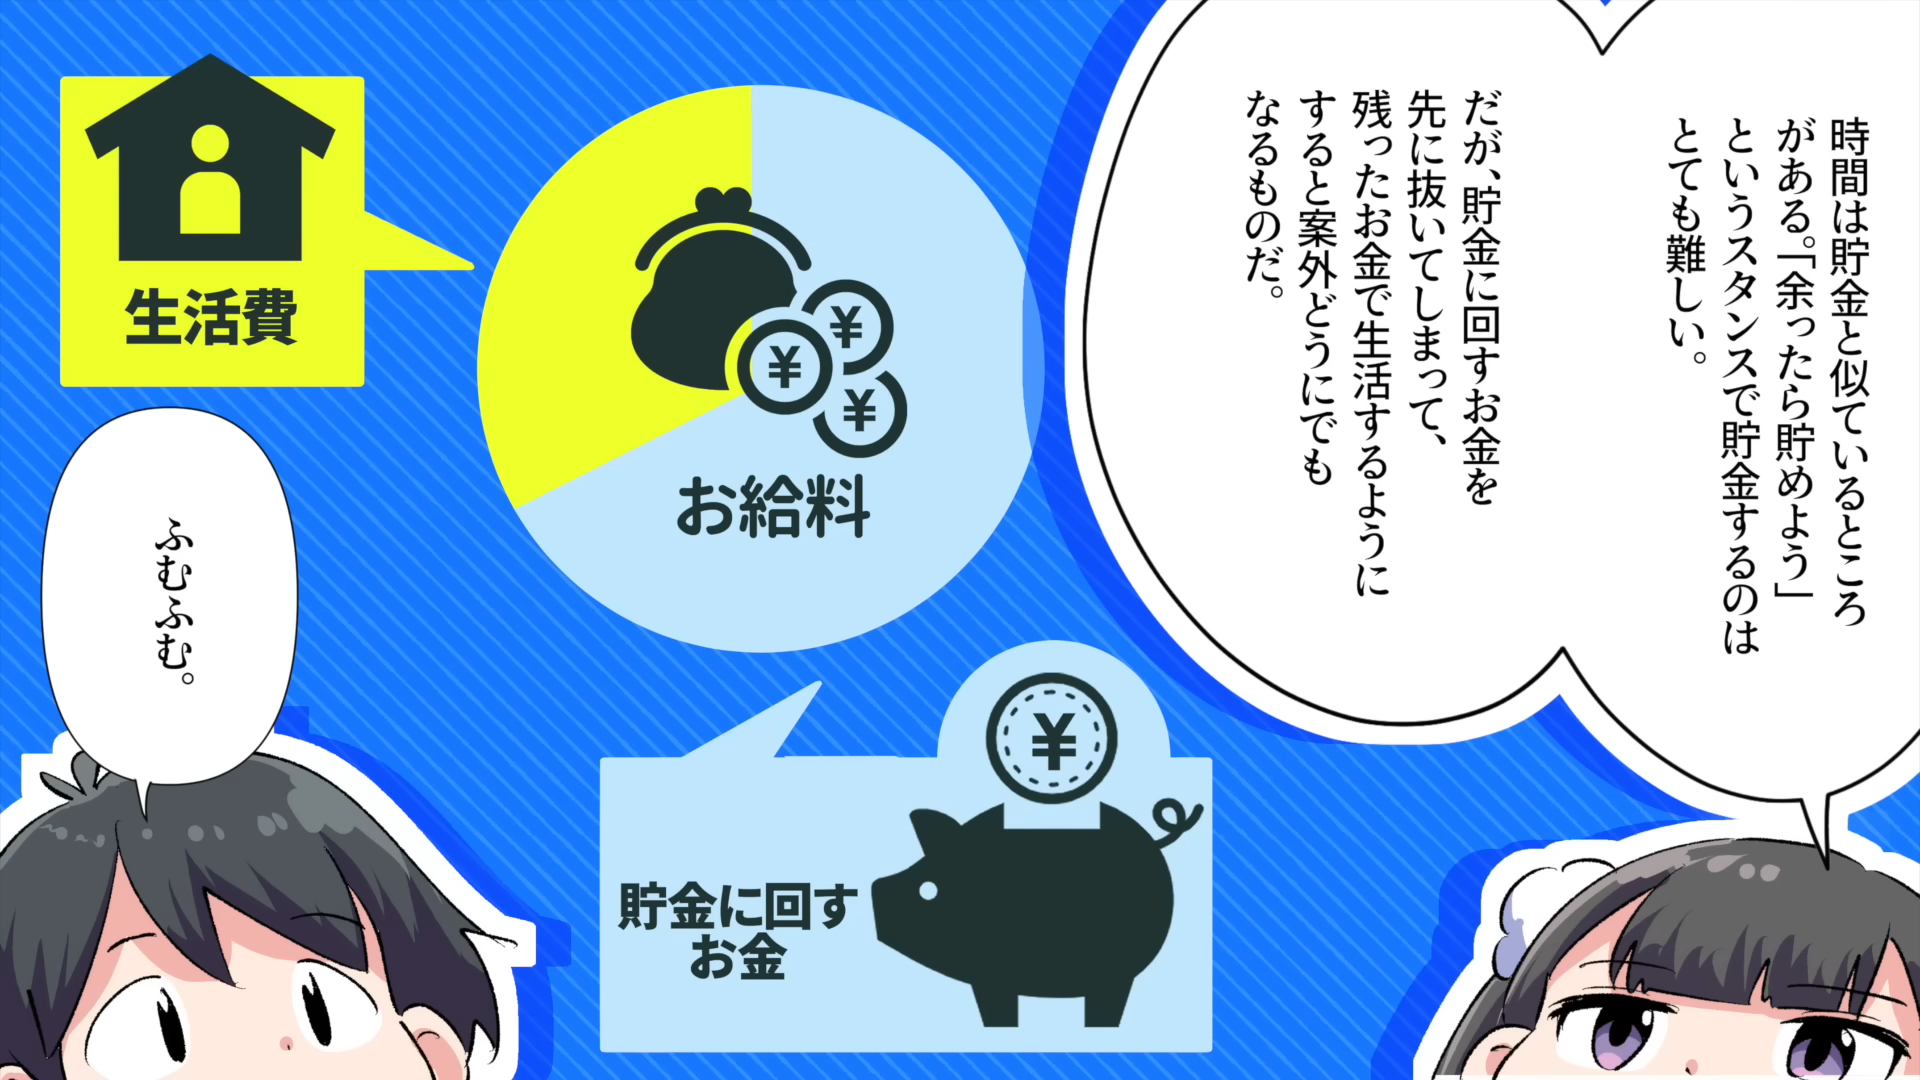 時間は貯金と似ているところ
がある。「余ったら貯めよう」
というスタンスで貯金するのは
とても難しい。
だが、貯金に回すお金を
先に抜いてしまって、
残ったお金で生活するように
すると案外どうにでも
なるものだ。
生活費
¥
¥
¥
お給料
ふむふむ。
¥
貯金に回す
お金